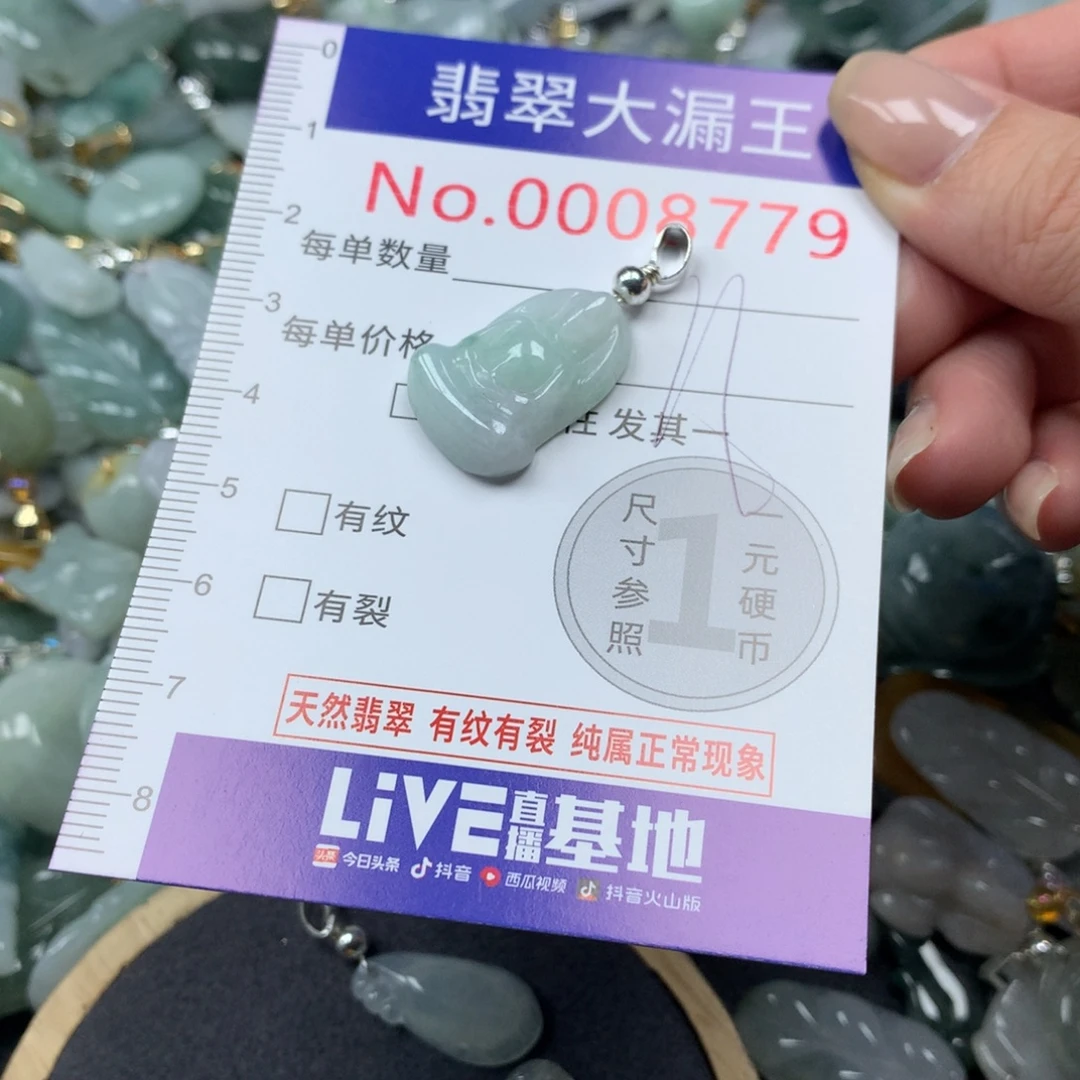 0
翡翠大漏王
1
No.0008779
2
每单数量
3
每单价格
4
发其一
5
有纹
尺寸参照
1
一元硬币
6
有裂
7
天然翡翠 有纹有裂 纯属正常现象
8
LiVE直播基地
头条 今日头条 抖音 西瓜视频 抖音火山版